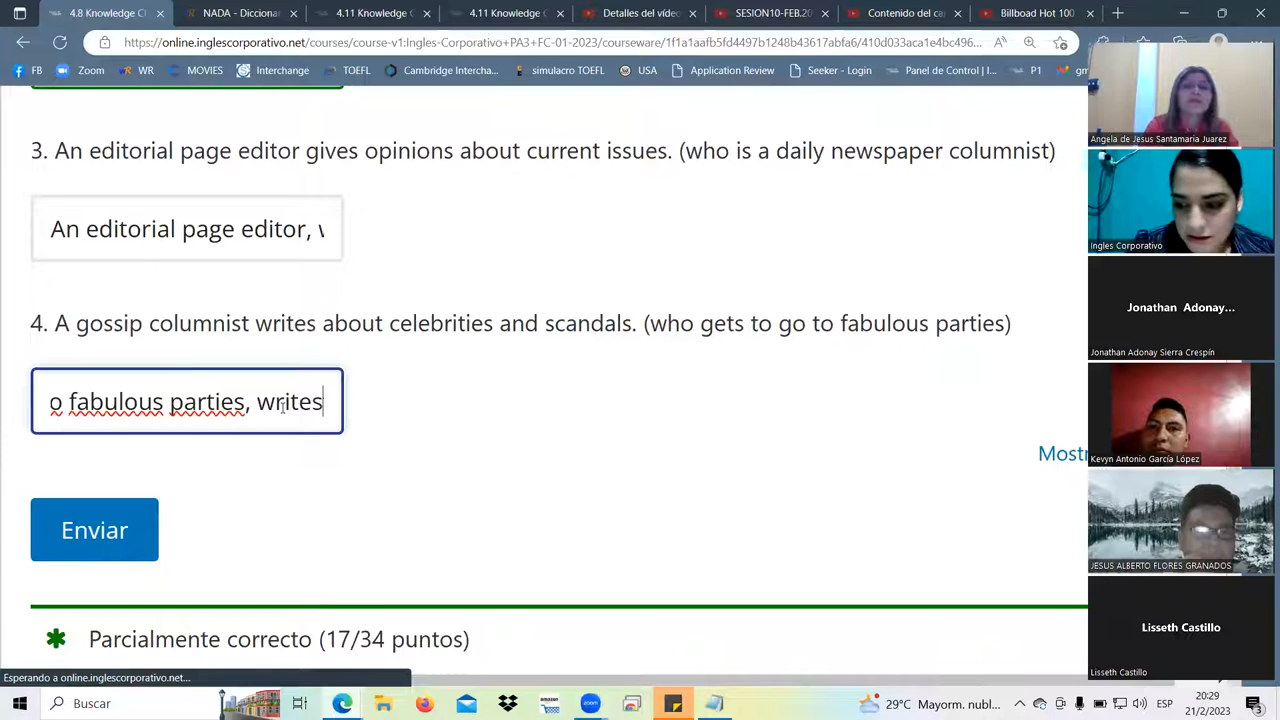 4.8 Knowledge C
NADA - Diccion
4.11 Knowledge
4.11 Knowledge
Detalles del vídeo
SESION10-FEB.20
Contenido del ca
Billboat Hot 100
https://online.inglescorporativo.net/courses/course-v1:Ingles-Corporativo+PA3+FC-01-2023/courseware/1f1a1aafb5fd4497b1248b43617abfa6/410d033aca1e4bc496...
FB
Zoom
WR
MOVIES
Interchange
TOEFL
Cambridge Intercha...
simulacro TOEFL
USA
Application Review
Seeker - Login
Panel de Control | I...
P1
3. An editorial page editor gives opinions about current issues. (who is a daily newspaper columnist)
An editorial page editor,
4. A gossip columnist writes about celebrities and scandals. (who gets to go to fabulous parties)
o fabulous parties, writes
Mostr
Enviar
Parcialmente correcto (17/34 puntos)
Esperando a online.inglescorporativo.net...
Angela de Jesus Santamaría Juarez
Ingles Corporativo
Jonathan Adonay...
Jonathan Adonay Sierra Crespín
Kevyn Antonio García López
JESUS ALBERTO FLORES GRANADOS
Lisseth Castillo
Lisseth Castillo
Buscar
29°C Mayorm. nubl...
ESP
20:29
21/2/2023
3